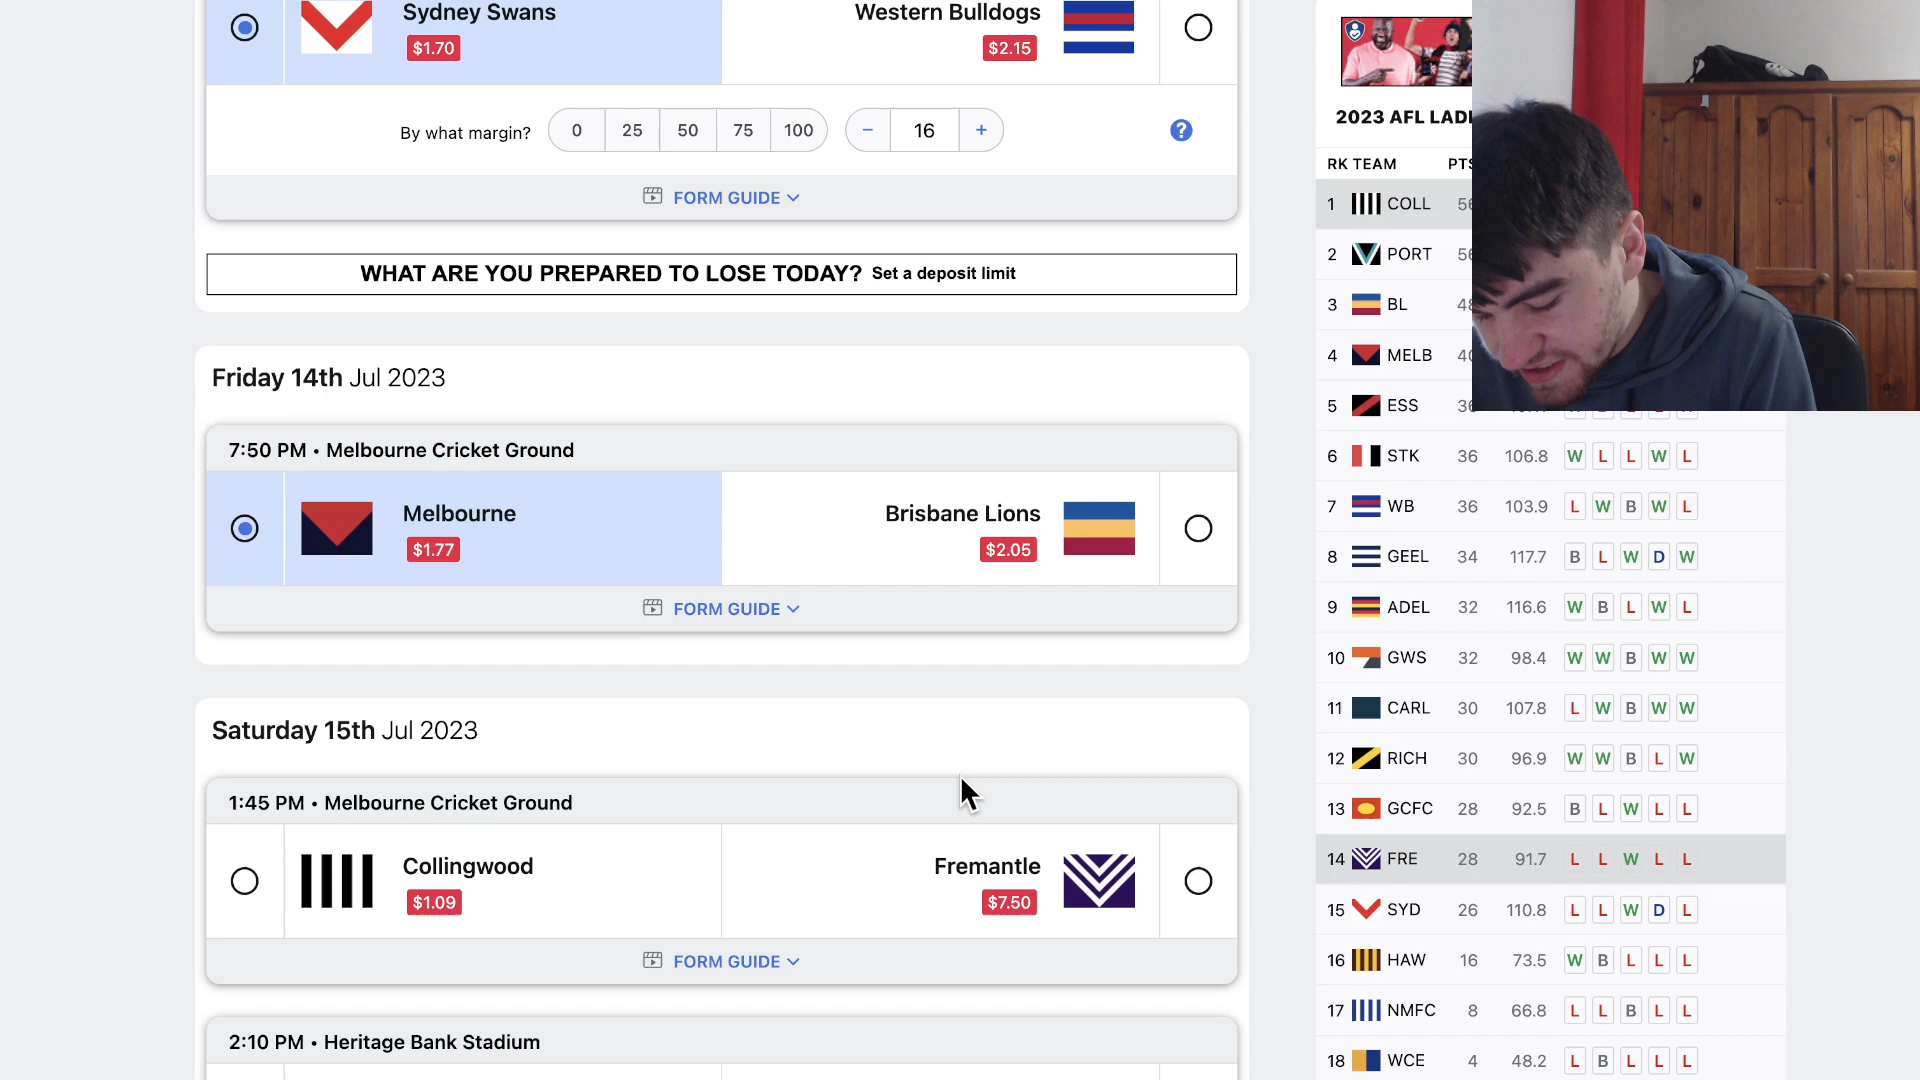 Sydney Swans
$1.70
Western Bulldogs
$2.15
By what margin? 0 25 50 75 100 − 16 + ?
FORM GUIDE
WHAT ARE YOU PREPARED TO LOSE TODAY? Set a deposit limit
Friday 14th Jul 2023
7:50 PM • Melbourne Cricket Ground
Melbourne
$1.77
Brisbane Lions
$2.05
FORM GUIDE
Saturday 15th Jul 2023
1:45 PM • Melbourne Cricket Ground
Collingwood
$1.09
Fremantle
$7.50
FORM GUIDE
2:10 PM • Heritage Bank Stadium
2023 AFL
RK TEAM
1 COLL
2 PORT
3 BL
4 MELB
5 ESS
6 STK 36 106.8 W L L W L
7 WB 36 103.9 L W B W L
8 GEEL 34 117.7 B L W D W
9 ADEL 32 116.6 W B L W L
10 GWS 32 98.4 W W B W W
11 CARL 30 107.8 L W B W W
12 RICH 30 96.9 W W B L W
13 GCFC 28 92.5 B L W L L
14 FRE 28 91.7 L L W L L
15 SYD 26 110.8 L L W D L
16 HAW 16 73.5 W B L L L
17 NMFC 8 66.8 L L B L L
18 WCE 4 48.2 L B L L L